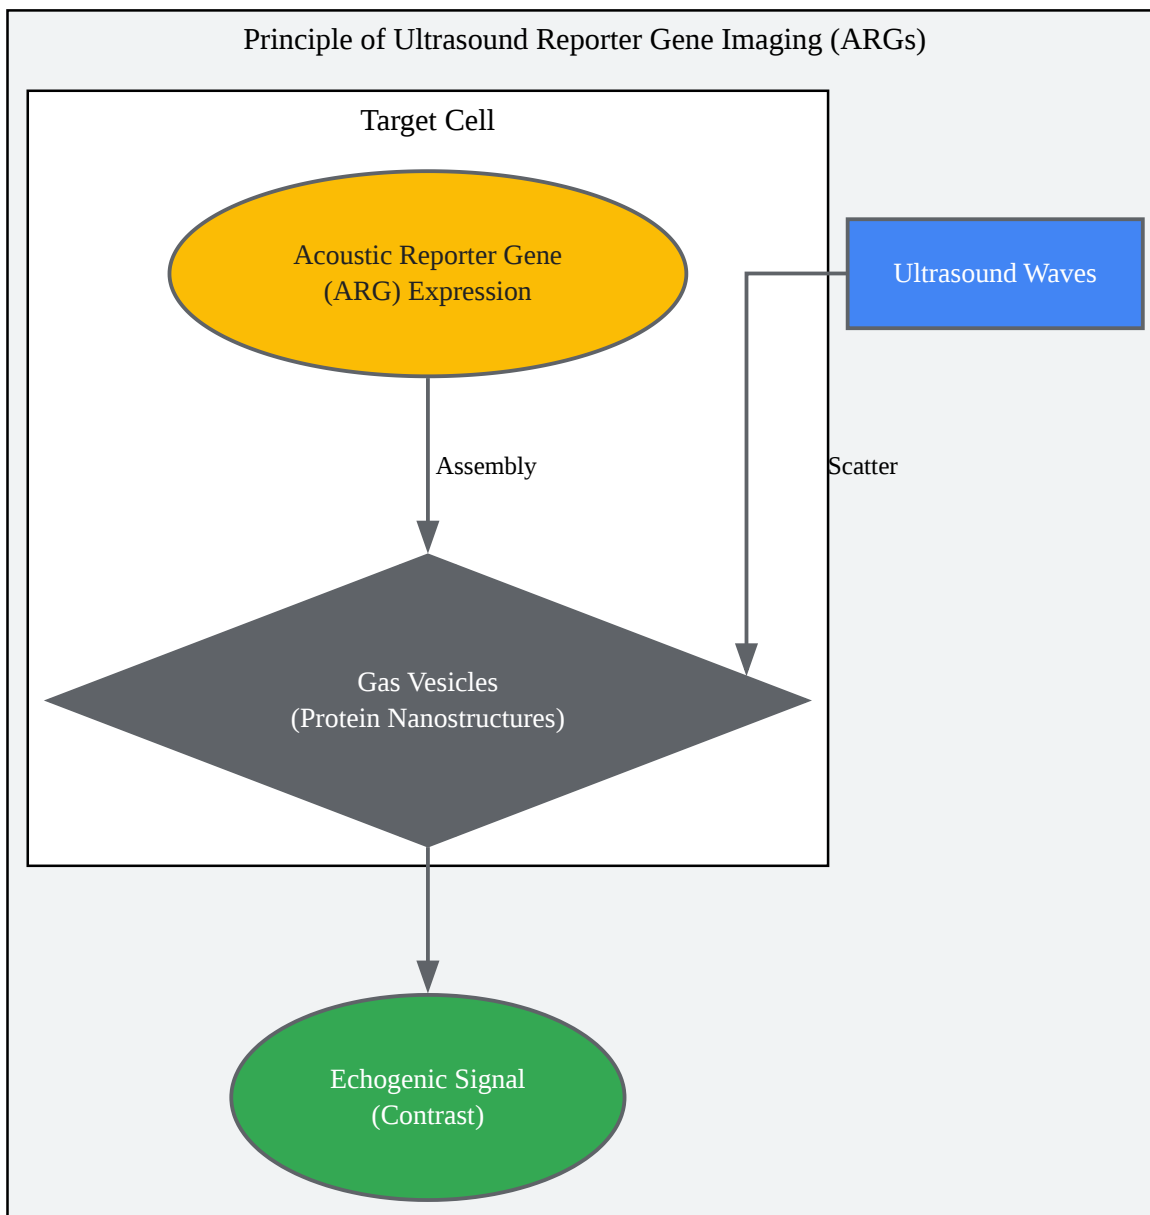 Principle of Ultrasound Reporter Gene Imaging (ARGs)
Target Cell
Acoustic Reporter Gene
(ARG) Expression
Ultrasound Waves
Assembly
Scatter
Gas Vesicles
(Protein Nanostructures)
Echogenic Signal
(Contrast)